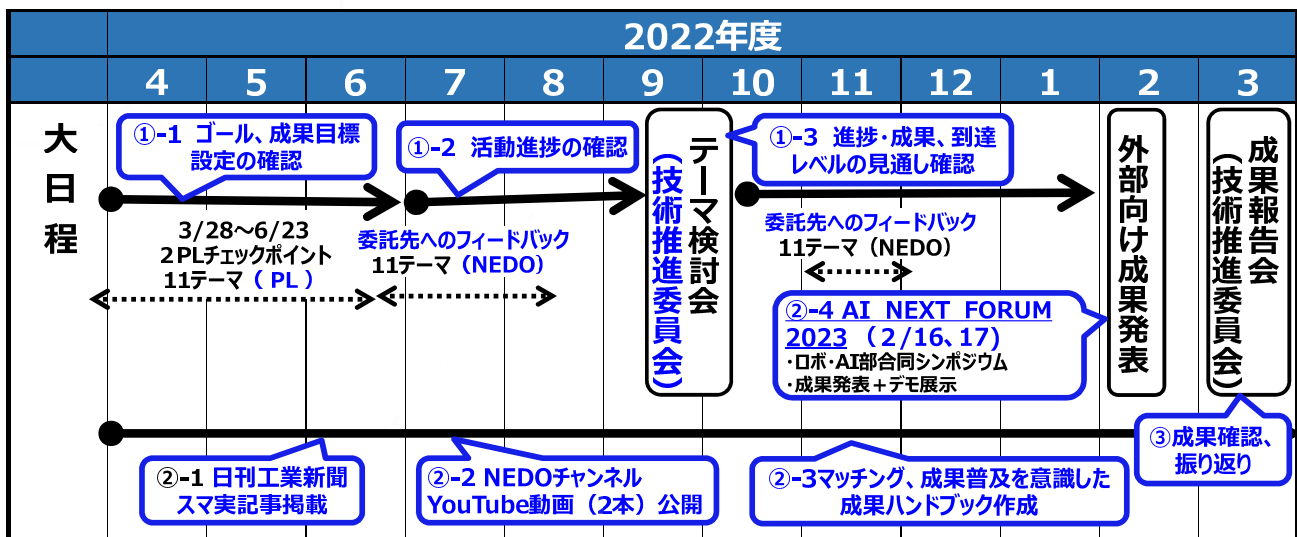 2022年度
4 5 6 7 8 9 10 11 12 1 2 3
大日程
①-1 ゴール、成果目標
設定の確認
3/28～6/23
2PLチェックポイント
11テーマ（ PL ）
①-2 活動進捗の確認
委託先へのフィードバック
11テーマ（NEDO）
テーマ検討会
（技術推進委員会）
①-3 進捗・成果、到達
レベルの見通し確認
委託先へのフィードバック
11テーマ（NEDO）
②-4 AI NEXT FORUM
2023（２/16、17)
・ロボ・AI部合同シンポジウム
・成果発表＋デモ展示
外部向け成果発表
成果報告会
（技術推進委員会）
③成果確認、
振り返り
②-1 日刊工業新聞
スマ実記事掲載
②-2 NEDOチャンネル
YouTube動画（2本）公開
②-3マッチング、成果普及を意識した
成果ハンドブック作成